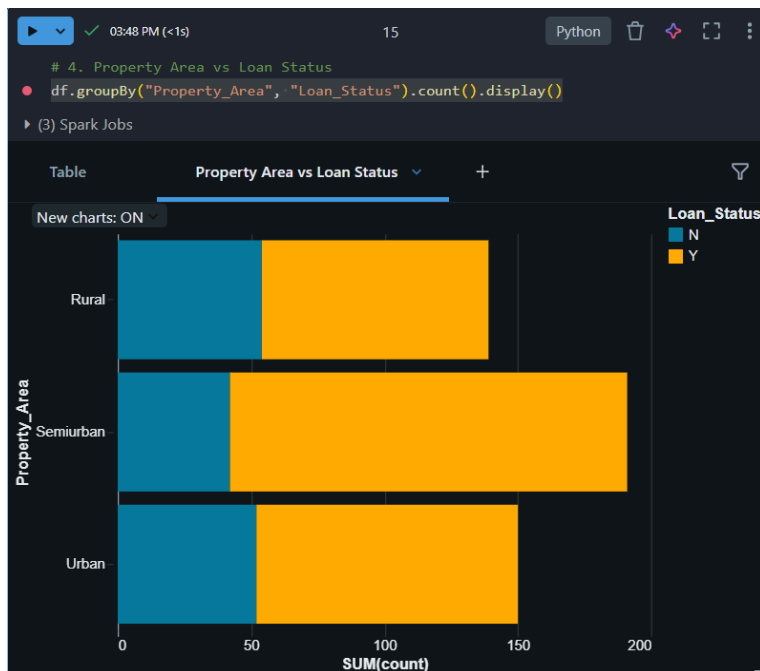 03:48 PM (<1s)
15
Python
# 4. Property Area vs Loan Status
df.groupBy("Property_Area", "Loan_Status").count().display()
(3) Spark Jobs
Table
Property Area vs Loan Status
+
New charts: ON
Loan_Status
N
Y
Property_Area
Rural
Semiurban
Urban
0
50
100
150
200
SUM(count)